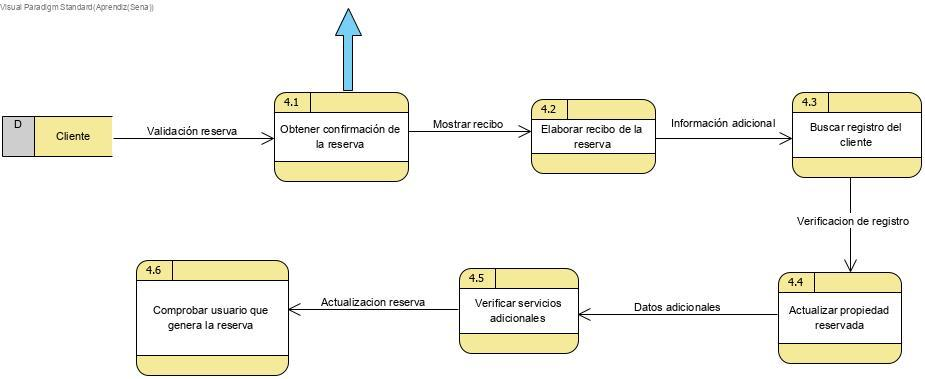 Visual Paradigm Standard(Aprendiz(Sena))
D
Cliente
Validación reserva
4.1
Obtener confirmación de
la reserva
Mostrar recibo
4.2
Elaborar recibo de la
reserva
Información adicional
4.3
Buscar registro del
cliente
Verificacion de registro
4.4
Actualizar propiedad
reservada
Datos adicionales
4.5
Verificar servicios
adicionales
Actualizacion reserva
4.6
Comprobar usuario que
genera la reserva